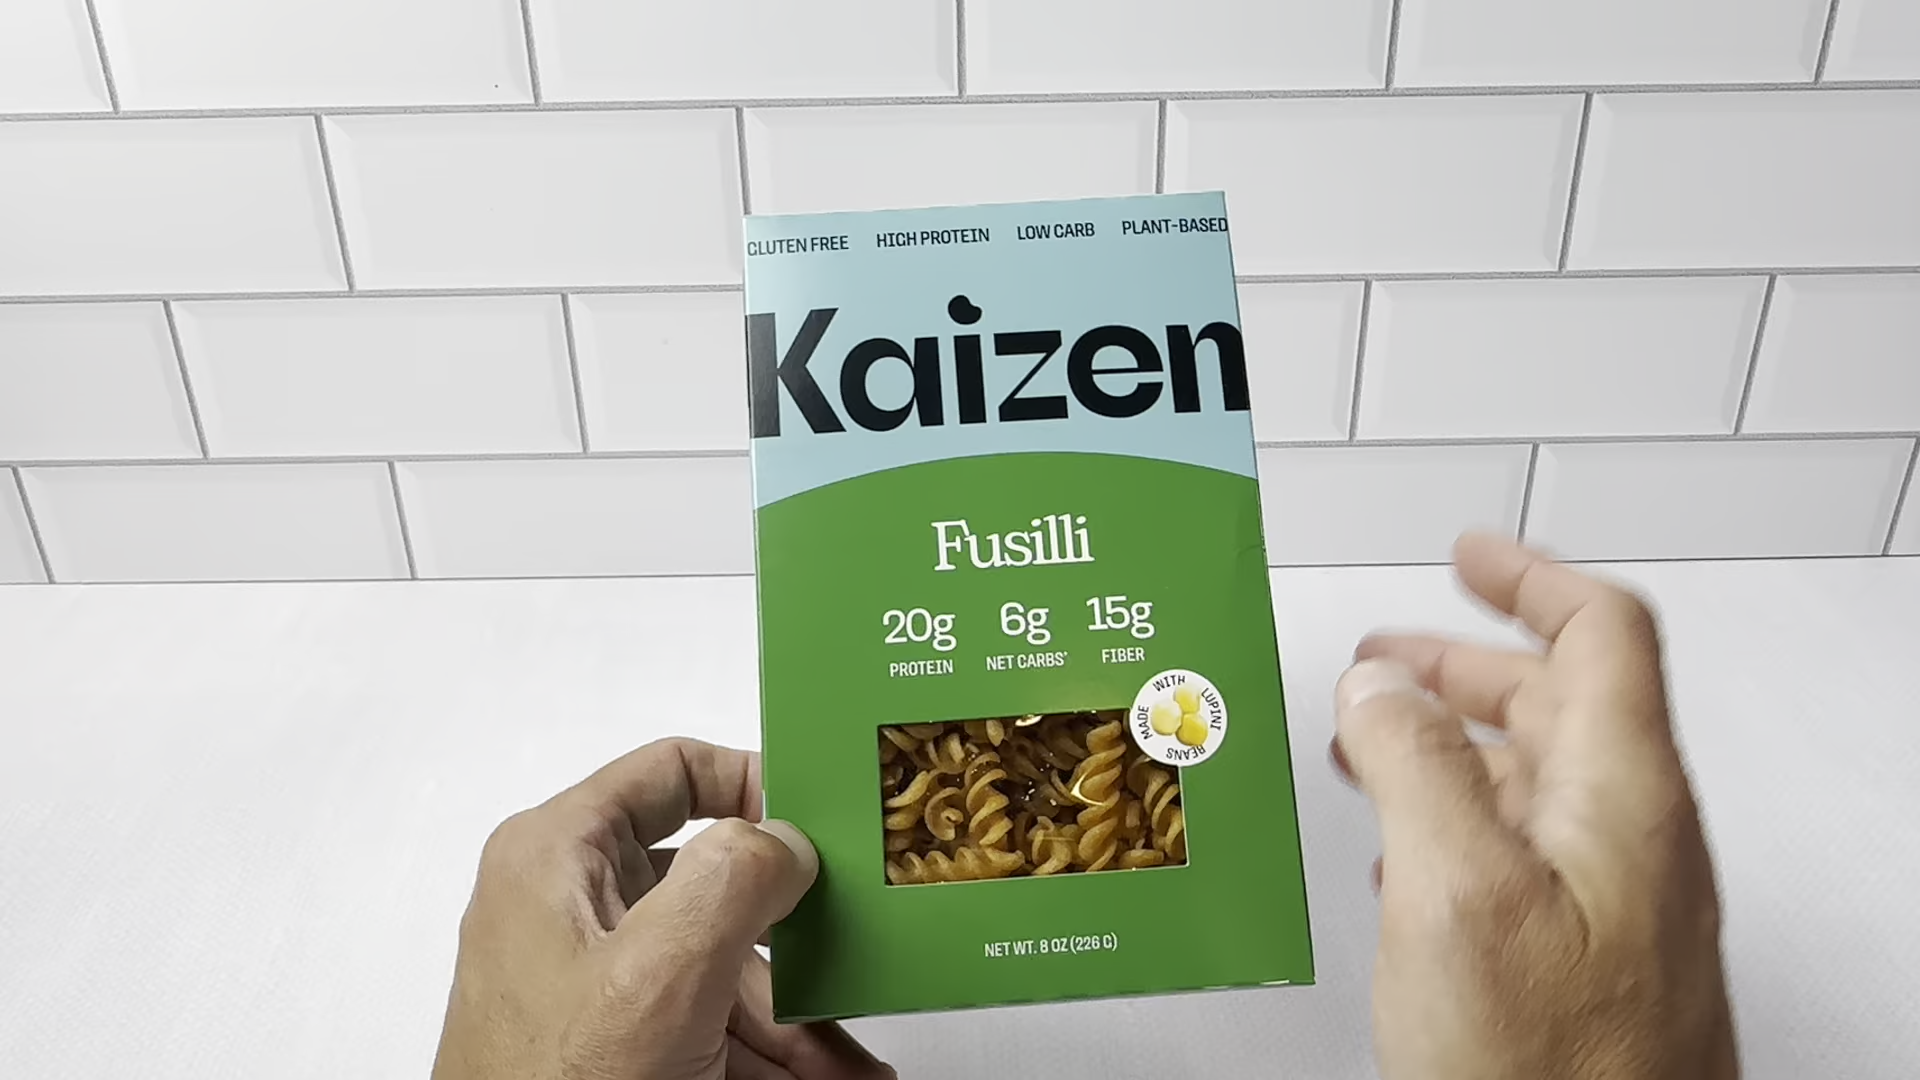 GLUTEN FREE HIGH PROTEIN LOW CARB PLANT-BASED
Kaizen
Fusilli
20g 6g 15g
PROTEIN NET CARBS* FIBER
MADE WITH LUPINI BEANS
NET WT. 8 OZ (226 G)